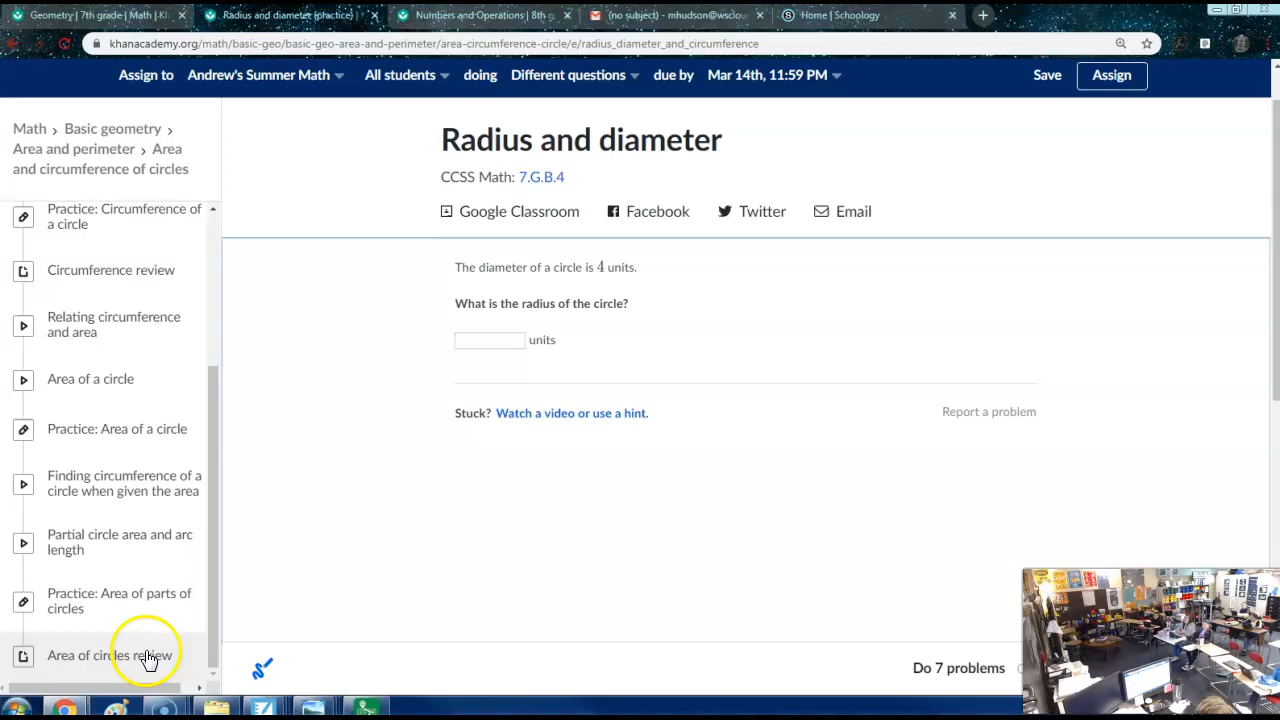 Geometry | 7th grade | Math | Kh
Radius and diameter (practice) |
Numbers and Operations | 8th g
(no subject) - mhudson@wsclou
Home | Schoology
khanacademy.org/math/basic-geo/basic-geo-area-and-perimeter/area-circumference-circle/e/radius_diameter_and_circumference
Assign to Andrew's Summer Math All students doing Different questions due by Mar 14th, 11:59 PM Save Assign
Math > Basic geometry >
Area and perimeter > Area
and circumference of circles
Practice: Circumference of
a circle
Circumference review
Relating circumference
and area
Area of a circle
Practice: Area of a circle
Finding circumference of a
circle when given the area
Partial circle area and arc
length
Practice: Area of parts of
circles
Area of circles review
Radius and diameter
CCSS Math: 7.G.B.4
Google Classroom Facebook Twitter Email
The diameter of a circle is 4 units.
What is the radius of the circle?
units
Stuck? Watch a video or use a hint.
Report a problem
Do 7 problems